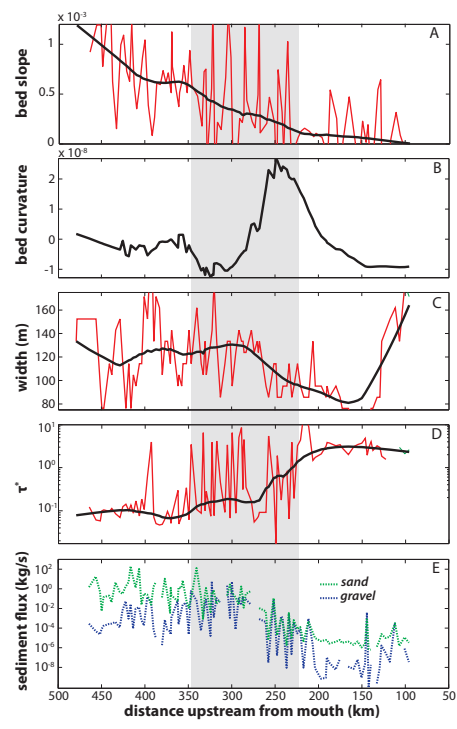 x 10⁻³
A
1
0.5
0
bed slope
x 10⁻⁸
B
2
0
-1
bed curvature
C
160
140
120
100
80
width (m)
10¹
D
10⁰
10⁻¹
τ*
E
10²
10⁰
10⁻²
10⁻⁴
10⁻⁶
10⁻⁸
sediment flux (kg/s)
sand
gravel
500 450 400 350 300 250 200 150 100 50
distance upstream from mouth (km)